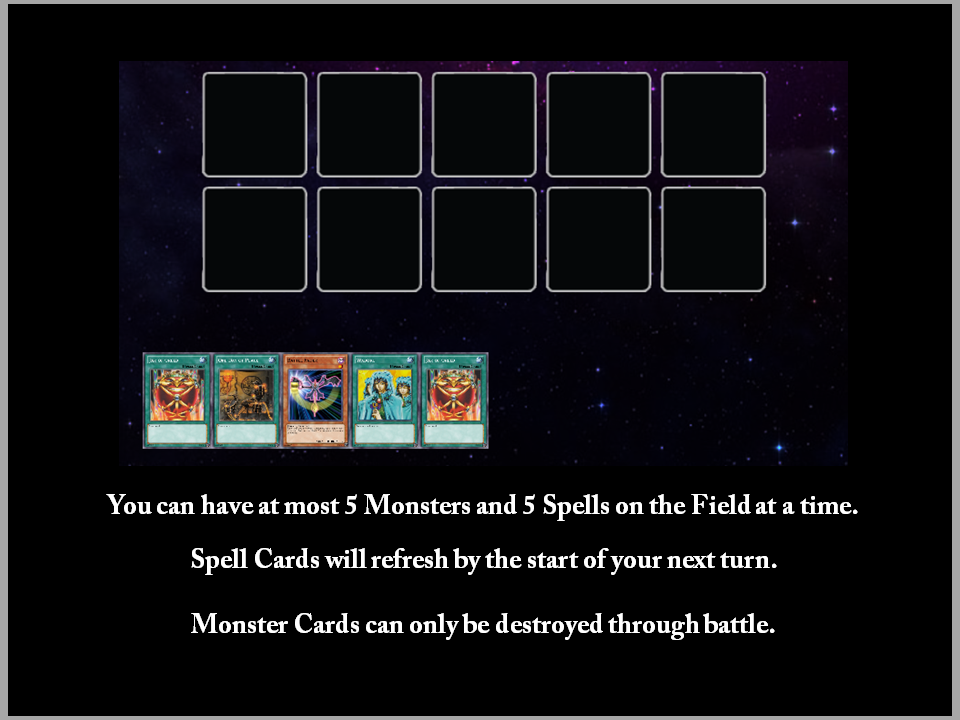 You can have at most 5 Monsters and 5 Spells on the Field at a time.
Spell Cards will refresh by the start of your next turn.
Monster Cards can only be destroyed through battle.